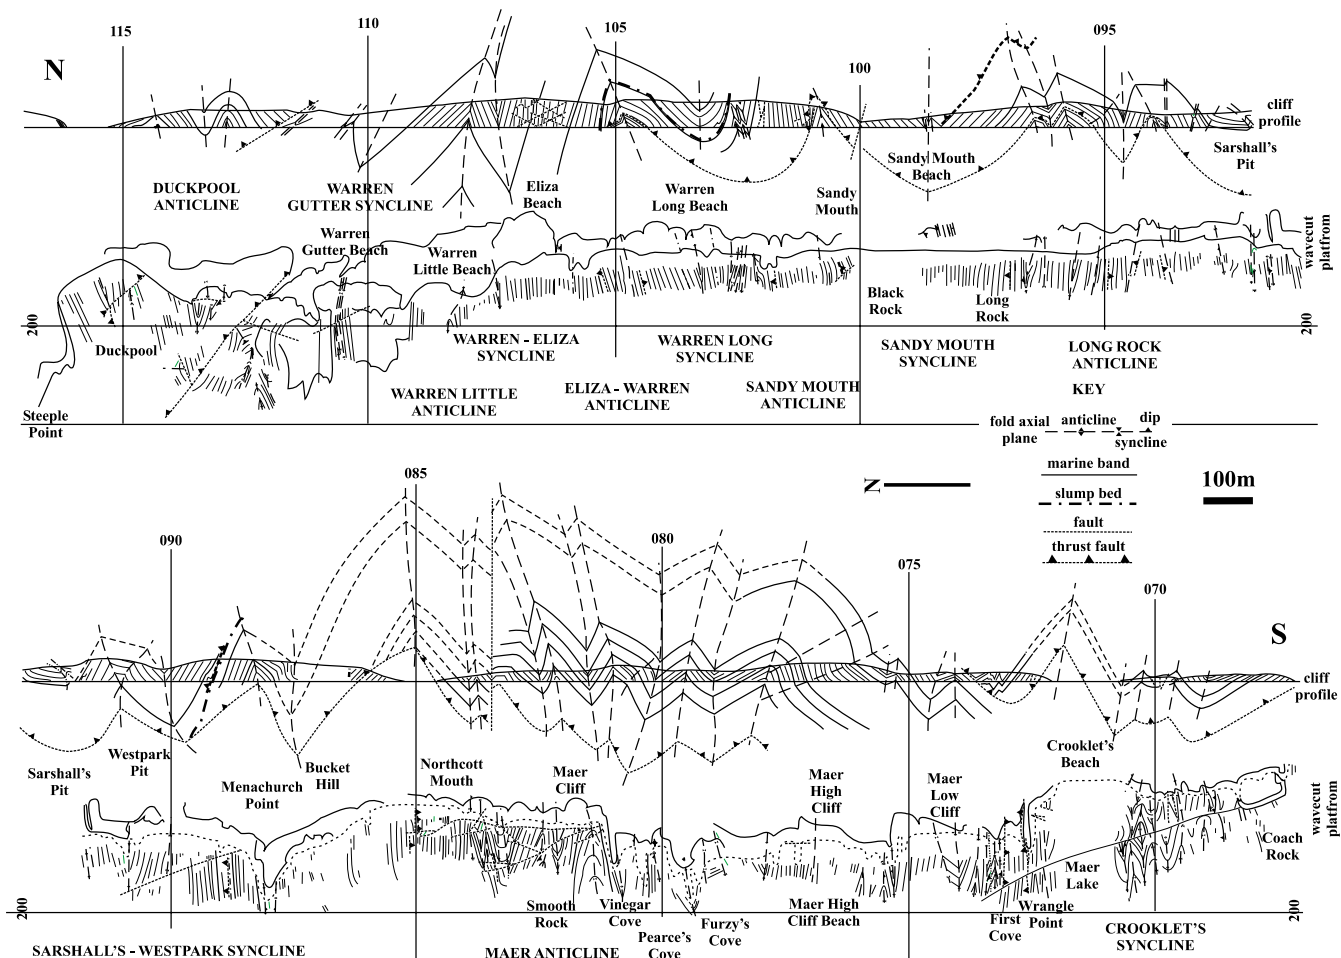 115
110
105
100
095
N
cliff
profile
DUCKPOOL
ANTICLINE
WARREN
GUTTER SYNCLINE
Eliza
Beach
Warren
Long Beach
Sandy
Mouth
Sandy Mouth
Beach
Sarshall's
Pit
Warren
Gutter Beach
Warren
Little Beach
wavecut
platfrom
Black
Rock
Long
Rock
200
200
Duckpool
Steeple
Point
WARREN - ELIZA
SYNCLINE
WARREN LONG
SYNCLINE
SANDY MOUTH
SYNCLINE
LONG ROCK
ANTICLINE
WARREN LITTLE
ANTICLINE
ELIZA - WARREN
ANTICLINE
SANDY MOUTH
ANTICLINE
KEY
fold axial
plane
anticline
dip
syncline
marine band
slump bed
fault
thrust fault
N
100m
090
085
080
075
070
S
cliff
profile
Sarshall's
Pit
Westpark
Pit
Menachurch
Point
Bucket
Hill
Northcott
Mouth
Maer
Cliff
Maer
High
Cliff
Maer
Low
Cliff
Crooklet's
Beach
wavecut
platfrom
Coach
Rock
Maer
Lake
200
200
Smooth
Rock
Vinegar
Cove
Pearce's
Cove
Furzy's
Cove
Maer High
Cliff Beach
First
Cove
Wrangle
Point
SARSHALL'S - WESTPARK SYNCLINE
MAER ANTICLINE
CROOKLET'S
SYNCLINE